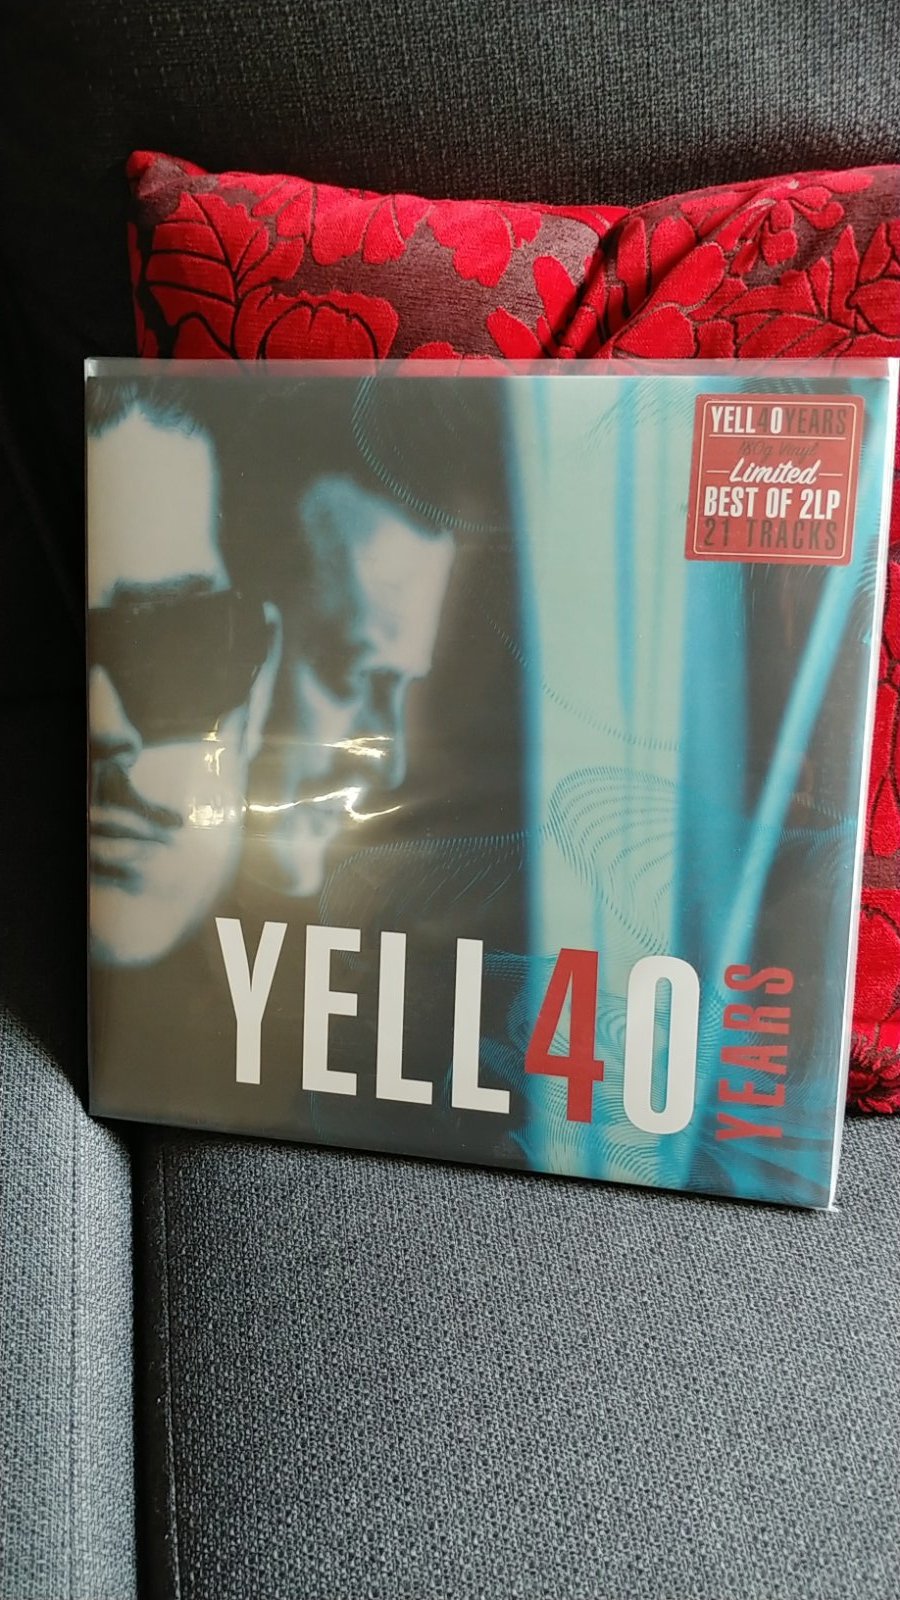 YELL40YEARS
180g Vinyl
Limited
BEST OF 2LP
21 TRACKS
YELL40
YEARS